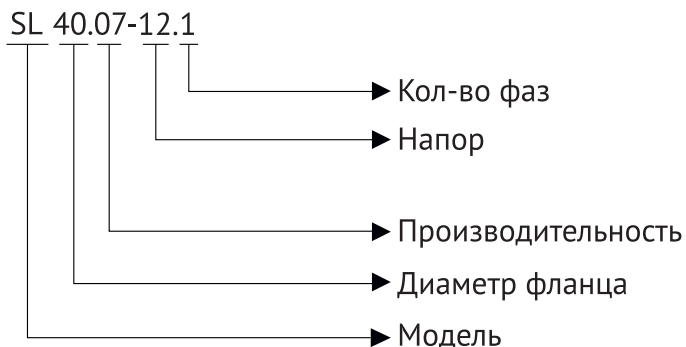 SL 40.07-12.1
Кол-во фаз
Напор
Производительность
Диаметр фланца
Модель